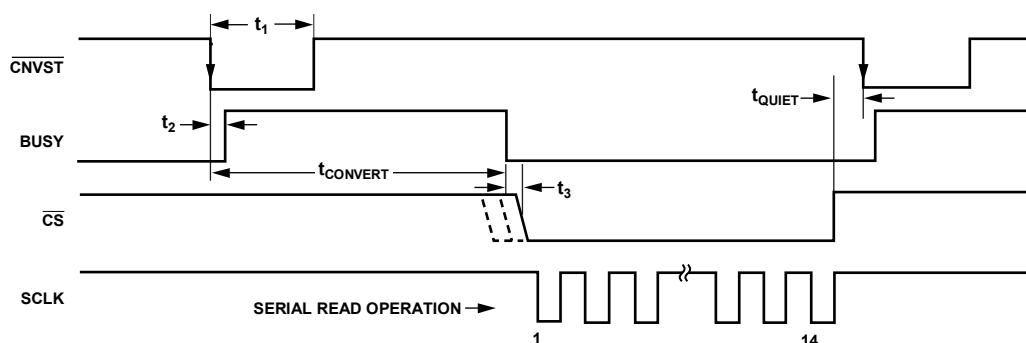 t1
CNVST
tQUIET
t2
BUSY
tCONVERT
t3
CS
SCLK
SERIAL READ OPERATION
1
14